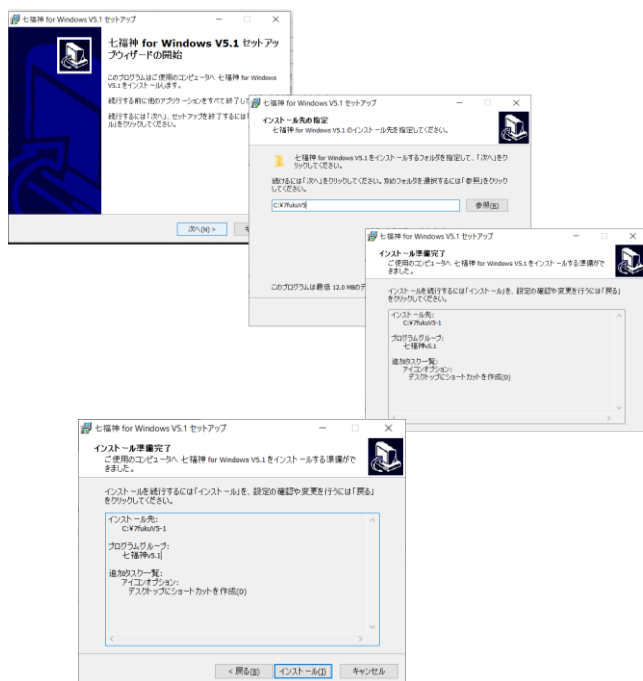 七福神 for Windows V5.1 セットアップ
七福神 for Windows V5.1 セットアッ
プウィザードの開始
このプログラムはご使用のコンピュータへ 七福神 for Windows
V5.1をインストールします。
続行する前に他のアプリケーションをすべて終了して
続行するには「次へ」、セットアップを終了するには「
ル」をクリックしてください。
次へ(N) >
七福神 for Windows V5.1 セットアップ
インストール先の指定
七福神 for Windows V5.1 のインストール先を指定してください。
七福神 for Windows V5.1 をインストールするフォルダを指定して、「次へ」をク
リックしてください。
続けるには「次へ」をクリックしてください。別のフォルダを選択するには「参照」をクリック
してください。
C:¥7fukuV5
参照(R)
このプログラムは最低 12.0 MBのデ
七福神 for Windows V5.1 セットアップ
インストール準備完了
ご使用のコンピュータへ 七福神 for Windows V5.1 をインストールする準備がで
きました。
インストールを続行するには「インストール」を、設定の確認や変更を行うには「戻る」
をクリックしてください。
インストール先:
C:¥7fukuV5-1
プログラムグループ:
七福神v5.1
追加タスク一覧:
アイコンオプション:
デスクトップにショートカットを作成(D)
七福神 for Windows V5.1 セットアップ
インストール準備完了
ご使用のコンピュータへ 七福神 for Windows V5.1 をインストールする準備がで
きました。
インストールを続行するには「インストール」を、設定の確認や変更を行うには「戻る」
をクリックしてください。
インストール先:
C:¥7fukuV5-1
プログラムグループ:
七福神v5.1
追加タスク一覧:
アイコンオプション:
デスクトップにショートカットを作成(D)
< 戻る(B)
インストール(I)
キャンセル